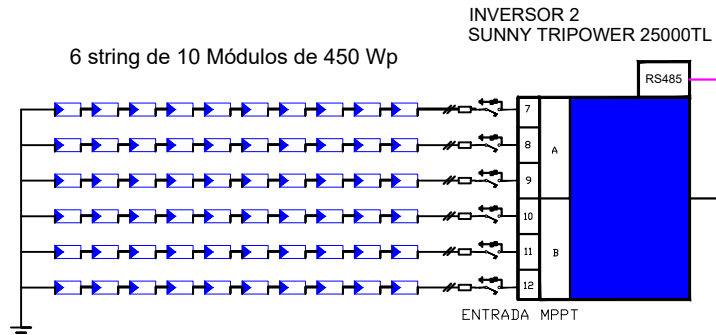 INVERSOR 2
SUNNY TRIPOWER 25000TL
6 string de 10 Módulos de 450 Wp
RS485
7
8
A
9
10
11
B
12
ENTRADA MPPT